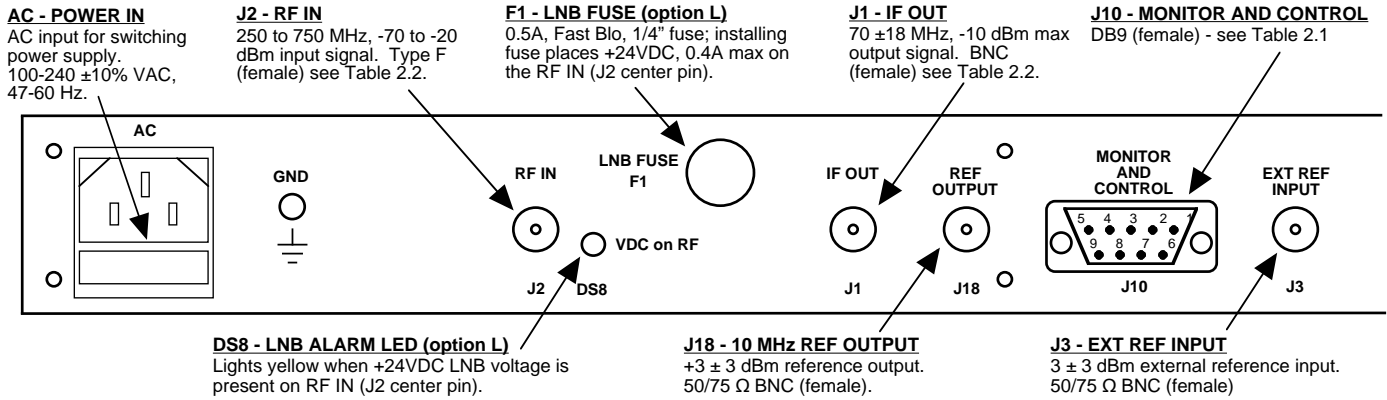 AC - POWER IN
AC input for switching
power supply.
100-240 ±10% VAC,
47-60 Hz.
J2 - RF IN
250 to 750 MHz, -70 to -20
dBm input signal.  Type F
(female) see Table 2.2.
F1 - LNB FUSE (option L)
0.5A, Fast Blo, 1/4” fuse; installing
fuse places +24VDC, 0.4A max on
the RF IN (J2 center pin).
J1 - IF OUT
70 ±18 MHz, -10 dBm max
output signal.  BNC
(female) see Table 2.2.
J10 - MONITOR AND CONTROL
DB9 (female) - see Table 2.1
AC
GND
RF IN
J2
LNB FUSE
F1
VDC on RF
DS8
IF OUT
J1
REF
OUTPUT
J18
MONITOR
AND
CONTROL
5 4 3 2 1
9 8 7 6
J10
EXT REF
INPUT
J3
DS8 - LNB ALARM LED (option L)
Lights yellow when +24VDC LNB voltage is
present on RF IN (J2 center pin).
J18 - 10 MHz REF OUTPUT
+3 ± 3 dBm reference output.
50/75 Ω BNC (female).
J3 - EXT REF INPUT
3 ± 3 dBm external reference input.
50/75 Ω BNC (female)